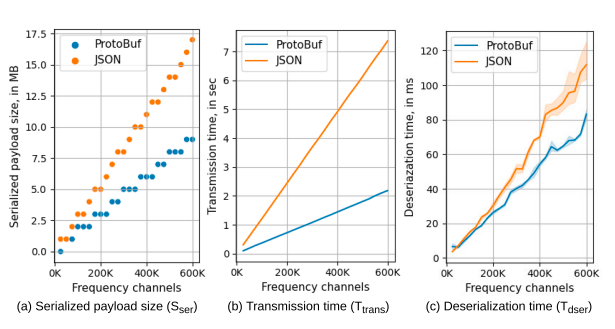 Serialized payload size, in MB
17.5
15.0
12.5
10.0
7.5
5.0
2.5
0.0
ProtoBuf
JSON
0K 200K 400K 600K
Frequency channels
(a) Serialized payload size (Sser)
Transmission time, in sec
7
6
5
4
3
2
1
0
ProtoBuf
JSON
0K 200K 400K 600K
Frequency channels
(b) Transmission time (Ttrans)
Deseriazation time, in ms
120
100
80
60
40
20
0
ProtoBuf
JSON
0K 200K 400K 600K
Frequency channels
(c) Deserialization time (Tdser)